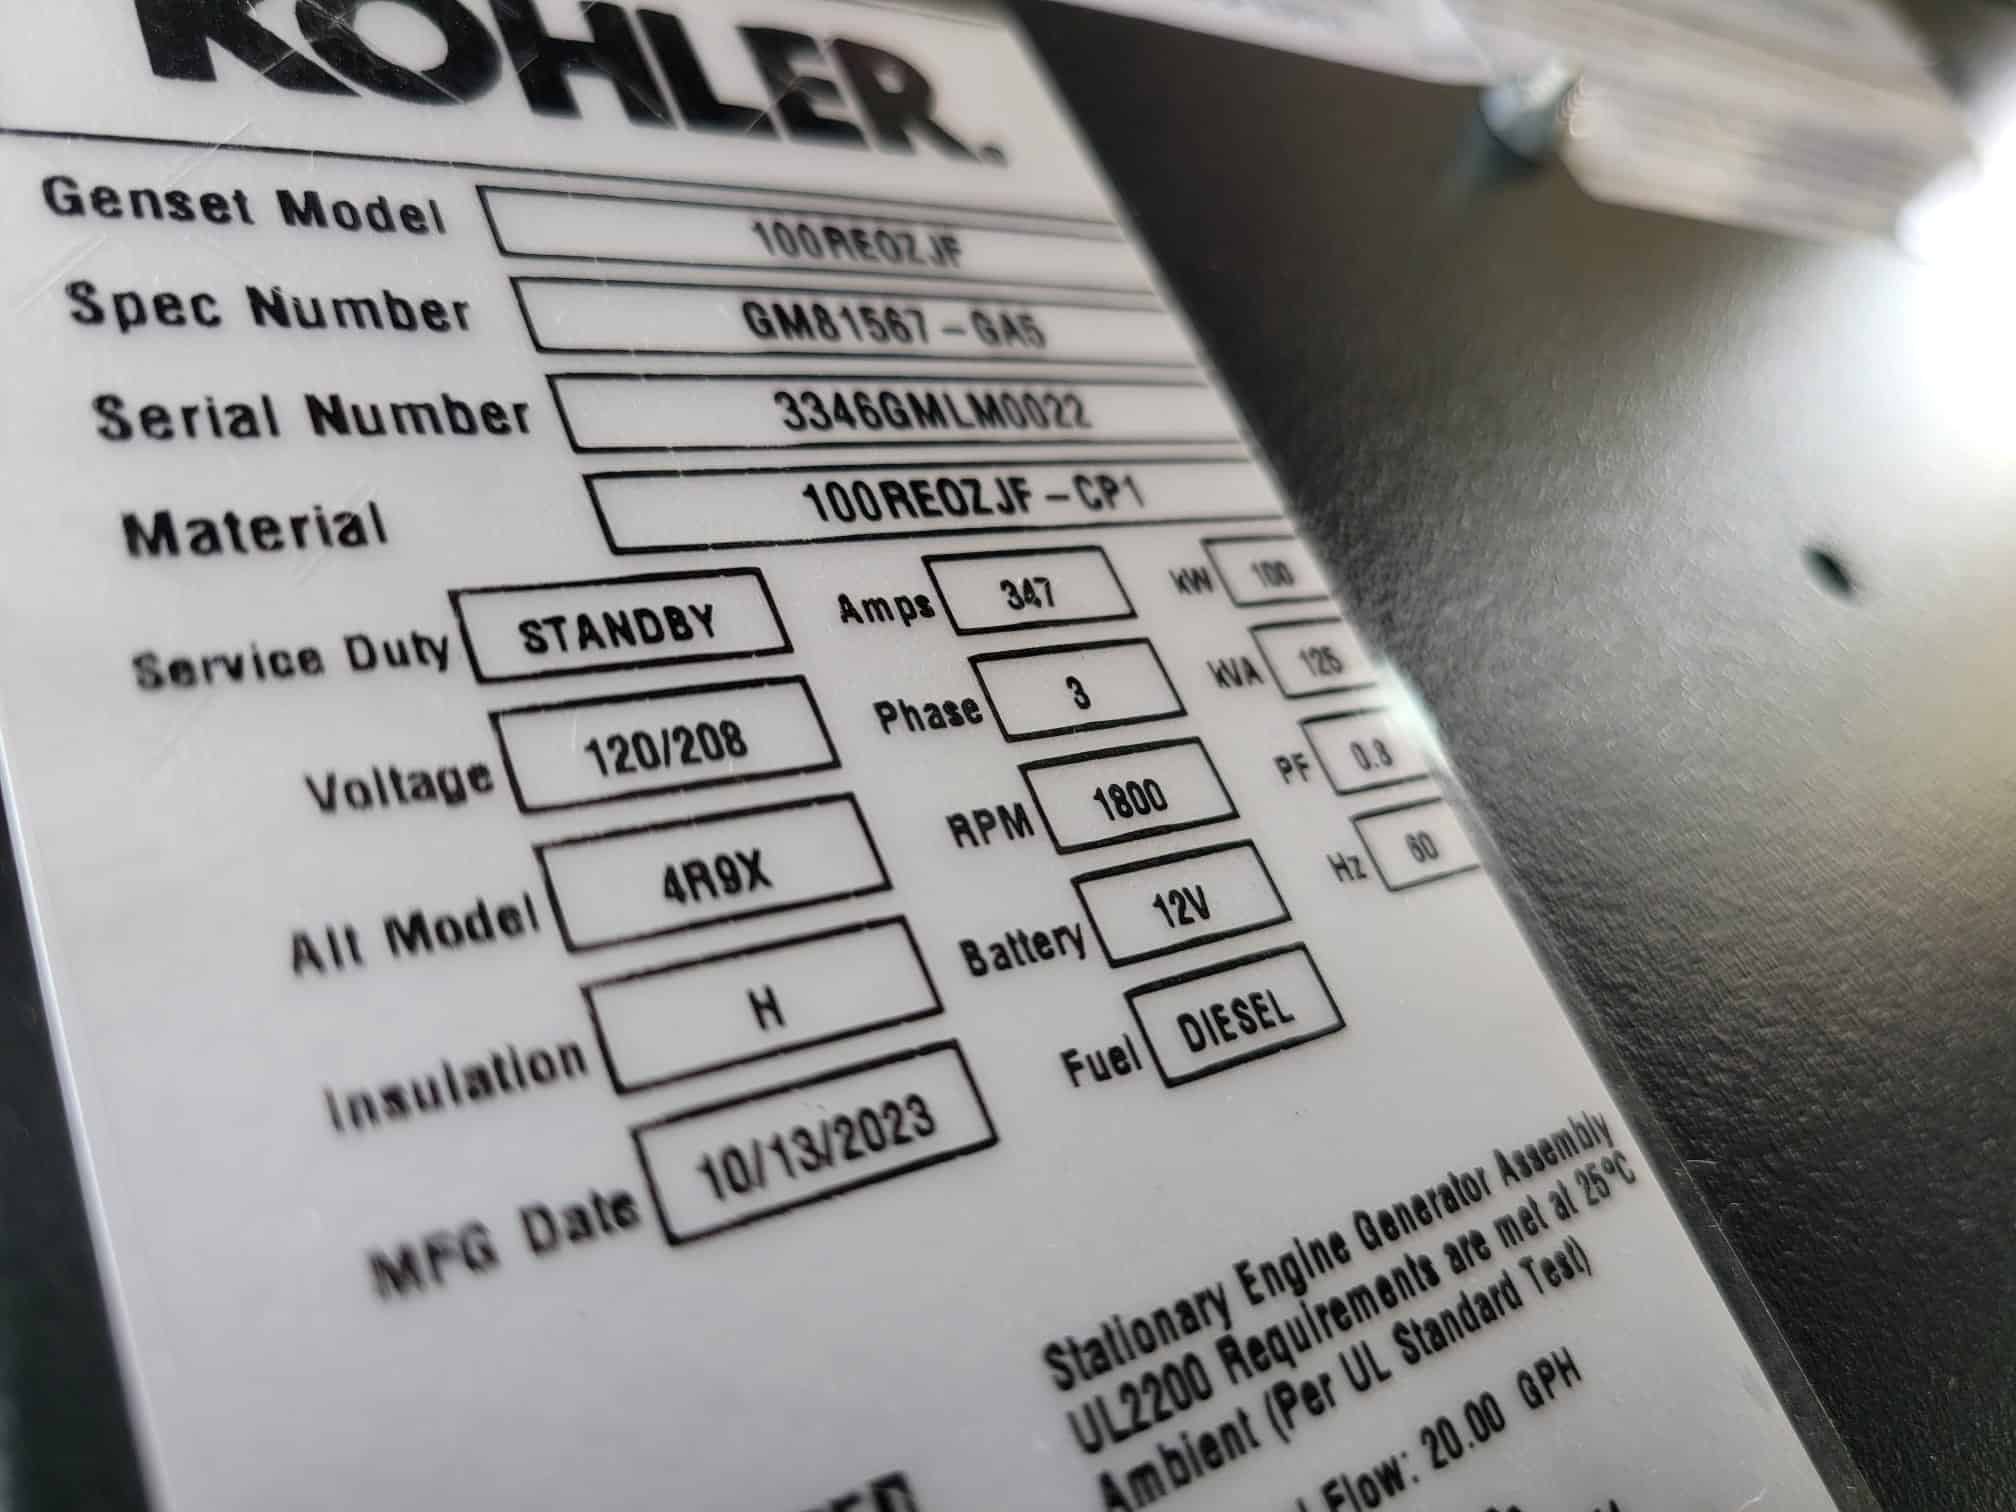 KOHLER.
Genset Model 100REOZJF
Spec Number GM81567-GA5
Serial Number 3346GMLM0022
Material 100REOZJF-CP1
Service Duty STANDBY Amps 347 kW 100
Voltage 120/208 Phase 3 kVA 125
Alt Model 4R9X RPM 1800 PF 0.8
Insulation H Battery 12V Hz 60
MFG Date 10/13/2023 Fuel DIESEL
Stationary Engine Generator Assembly
UL2200 Requirements are met at 25°C
Ambient (Per UL Standard Test)
Flow: 20.00 GPH